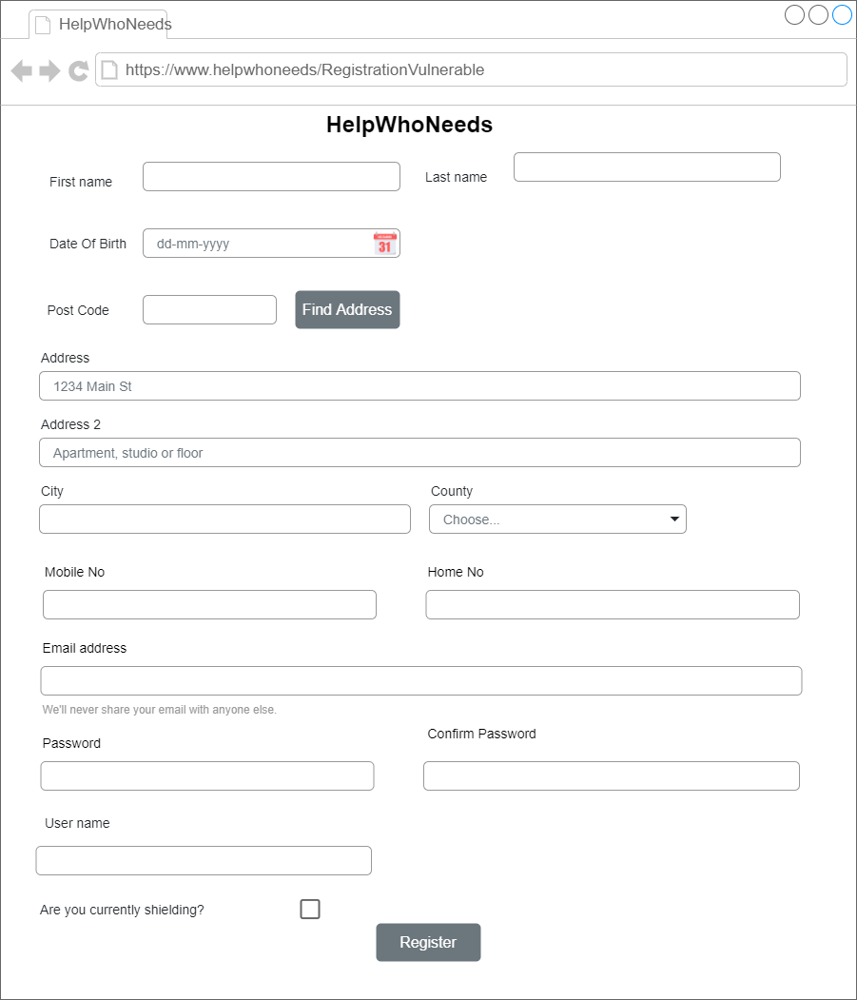 HelpWhoNeeds
https://www.helpwhoneeds/RegistrationVulnerable
HelpWhoNeeds
First name
Last name
Date Of Birth
dd-mm-yyyy
31
Post Code
Find Address
Address
1234 Main St
Address 2
Apartment, studio or floor
City
County
Choose...
Mobile No
Home No
Email address
We'll never share your email with anyone else.
Password
Confirm Password
User name
Are you currently shielding?
Register